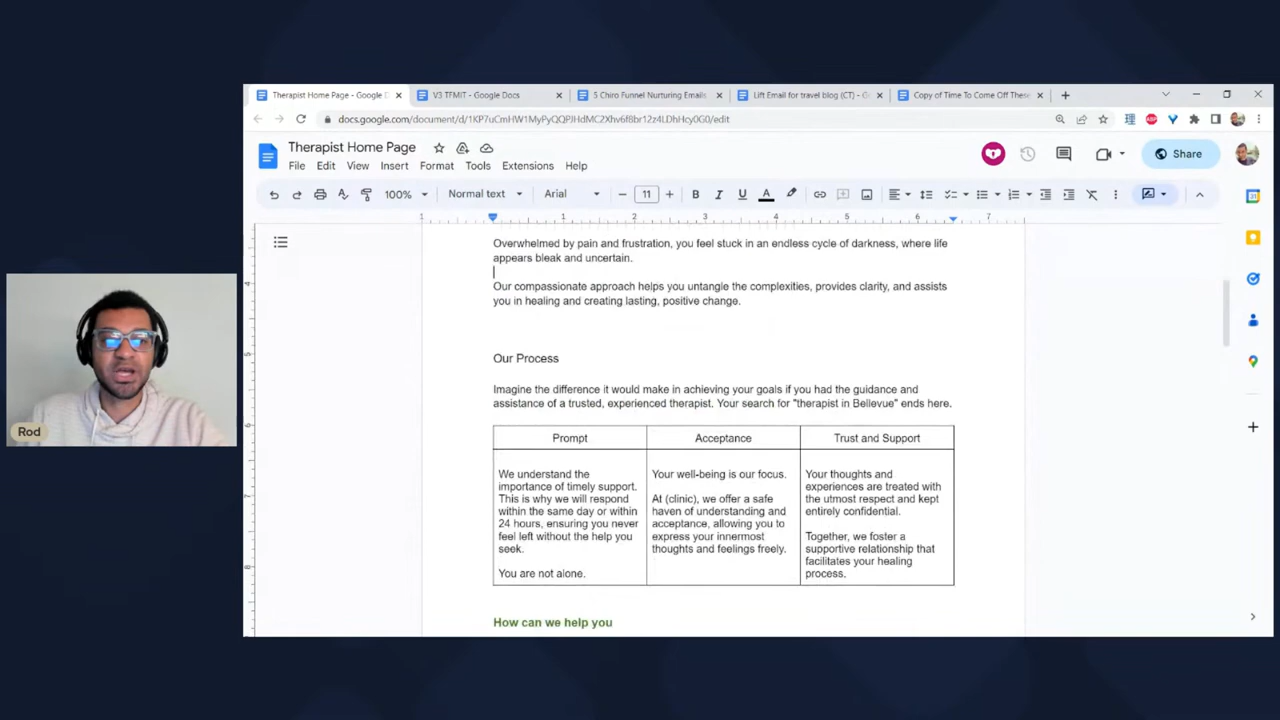 Therapist Home Page - Google D
V3 TFMIT - Google Docs
5 Chiro Funnel Nurturing Emails
Lift Email for travel blog (CT) - G
Copy of Time To Come Off These
Therapist Home Page
File Edit View Insert Format Tools Extensions Help
Share
100% Normal text Arial 11
1 1 2 3 4 5 6 7
Overwhelmed by pain and frustration, you feel stuck in an endless cycle of darkness, where life
appears bleak and uncertain.
Our compassionate approach helps you untangle the complexities, provides clarity, and assists
you in healing and creating lasting, positive change.
Our Process
Imagine the difference it would make in achieving your goals if you had the guidance and
assistance of a trusted, experienced therapist. Your search for "therapist in Bellevue" ends here.
Prompt
We understand the
importance of timely support.
This is why we will respond
within the same day or within
24 hours, ensuring you never
feel left without the help you
seek.
You are not alone.
Acceptance
Your well-being is our focus.
At (clinic), we offer a safe
haven of understanding and
acceptance, allowing you to
express your innermost
thoughts and feelings freely.
Trust and Support
Your thoughts and
experiences are treated with
the utmost respect and kept
entirely confidential.
Together, we foster a
supportive relationship that
facilitates your healing
process.
How can we help you
Rod